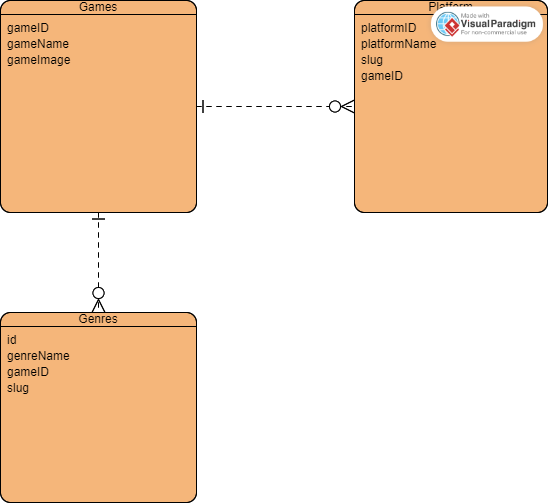 Games
gameID
gameName
gameImage
Platform
platformID
platformName
slug
gameID
Made with
Visual Paradigm
For non-commercial use
Genres
id
genreName
gameID
slug